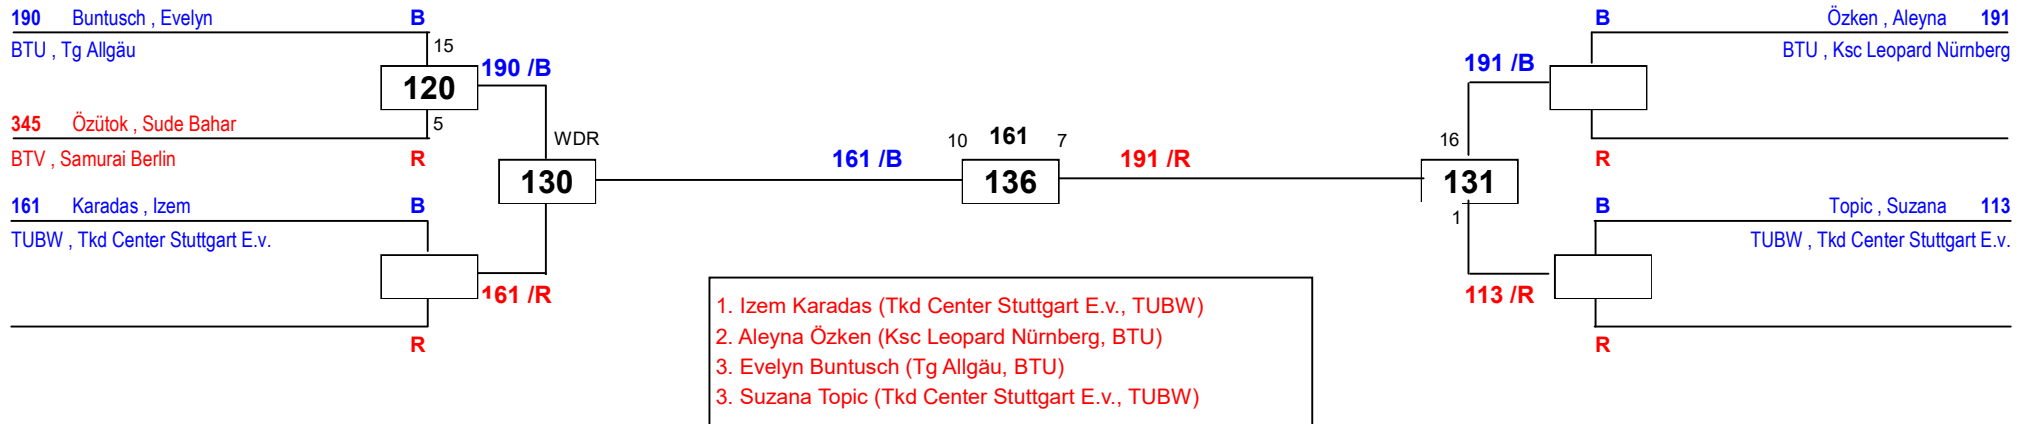 190 Buntusch , Evelyn B
BTU , Tg Allgäu
15
120
190 /B
5
345 Özütok , Sude Bahar
BTV , Samurai Berlin R
WDR
130
161 Karadas , Izem B
TUBW , Tkd Center Stuttgart E.v.
161 /R
R
161 /B
10 161 7
136
191 /R
B Özken , Aleyna 191
BTU , Ksc Leopard Nürnberg
191 /B
R
16
131
1
B Topic , Suzana 113
TUBW , Tkd Center Stuttgart E.v.
113 /R
R
1. Izem Karadas (Tkd Center Stuttgart E.v., TUBW)
2. Aleyna Özken (Ksc Leopard Nürnberg, BTU)
3. Evelyn Buntusch (Tg Allgäu, BTU)
3. Suzana Topic (Tkd Center Stuttgart E.v., TUBW)